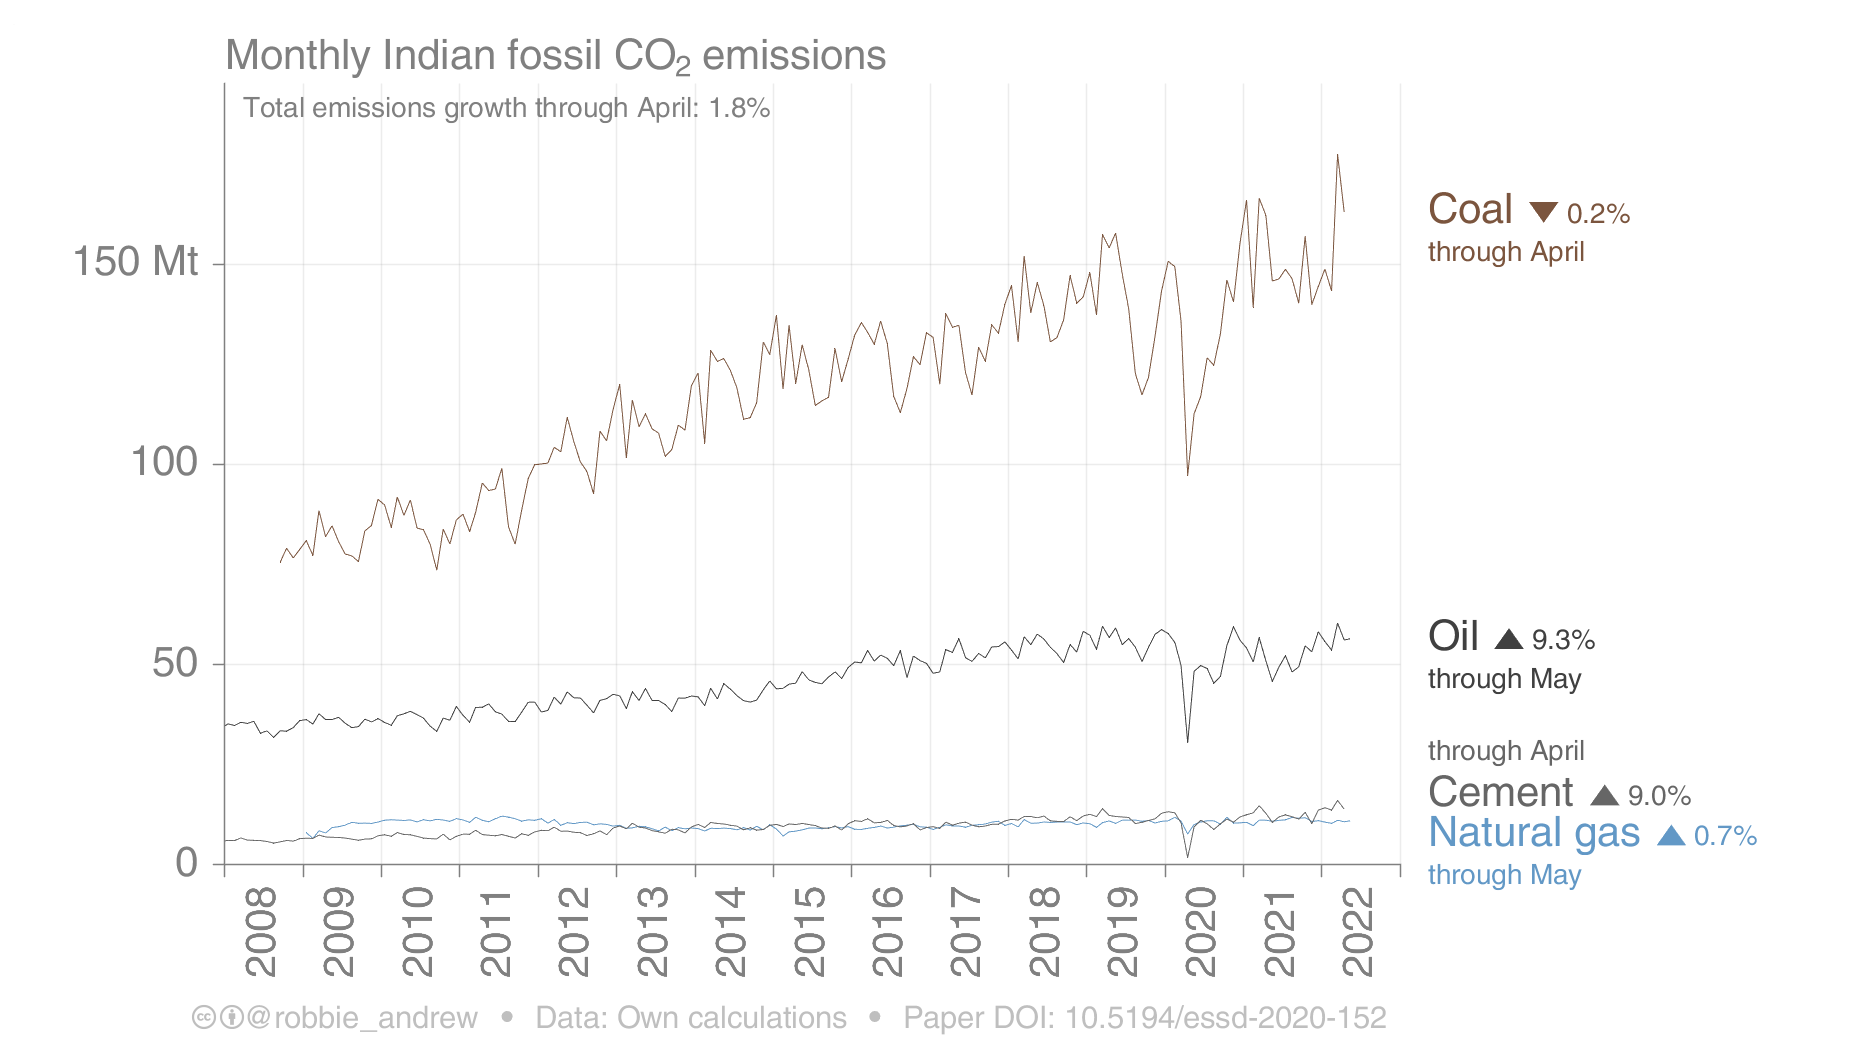 Monthly Indian fossil CO₂ emissions
Total emissions growth through April: 1.8%
150 Mt
100
50
0
2008
2009
2010
2011
2012
2013
2014
2015
2016
2017
2018
2019
2020
2021
2022
Coal ▼ 0.2%
through April
Oil ▲ 9.3%
through May
through April
Cement ▲ 9.0%
Natural gas ▲ 0.7%
through May
@robbie_andrew • Data: Own calculations • Paper DOI: 10.5194/essd-2020-152